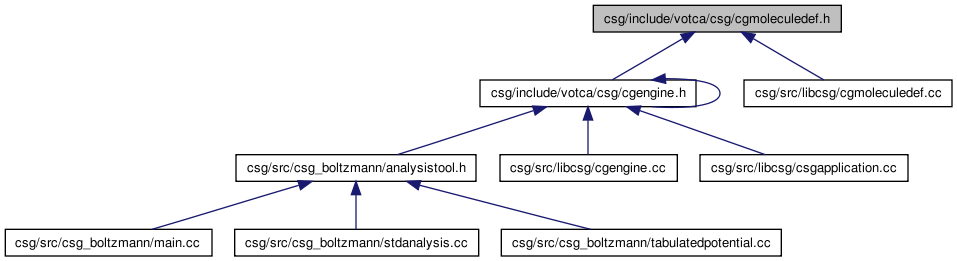 csg/include/votca/csg/cgmoleculedef.h
csg/include/votca/csg/cgengine.h
csg/src/libcsg/cgmoleculedef.cc
csg/src/csg_boltzmann/analysistool.h
csg/src/libcsg/cgengine.cc
csg/src/libcsg/csgapplication.cc
csg/src/csg_boltzmann/main.cc
csg/src/csg_boltzmann/stdanalysis.cc
csg/src/csg_boltzmann/tabulatedpotential.cc